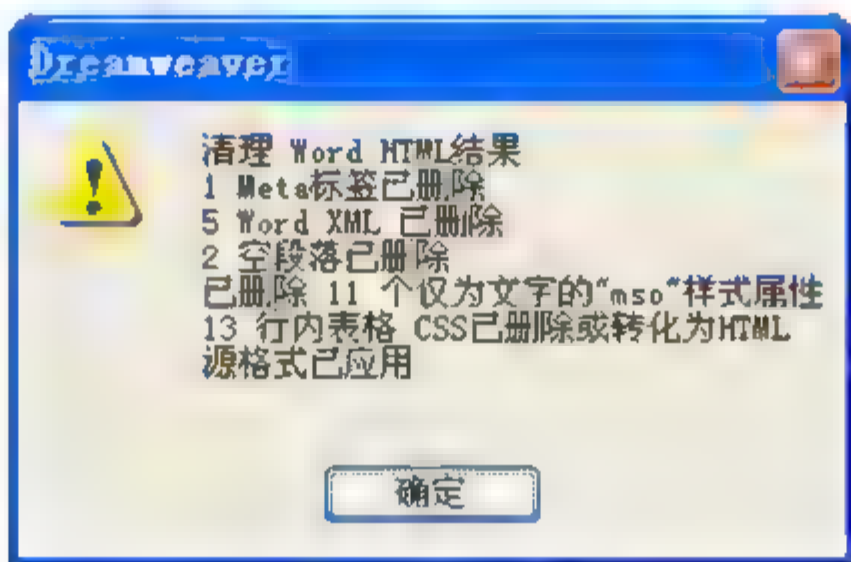 Dreamweaver
清理 Word HTML结果
1 Meta标签已删除
5 Word XML 已删除
2 空段落已删除
已删除 11 个仅为文字的"mso"样式属性
13 行内表格 CSS已删除或转化为HTML
源格式已应用
确定